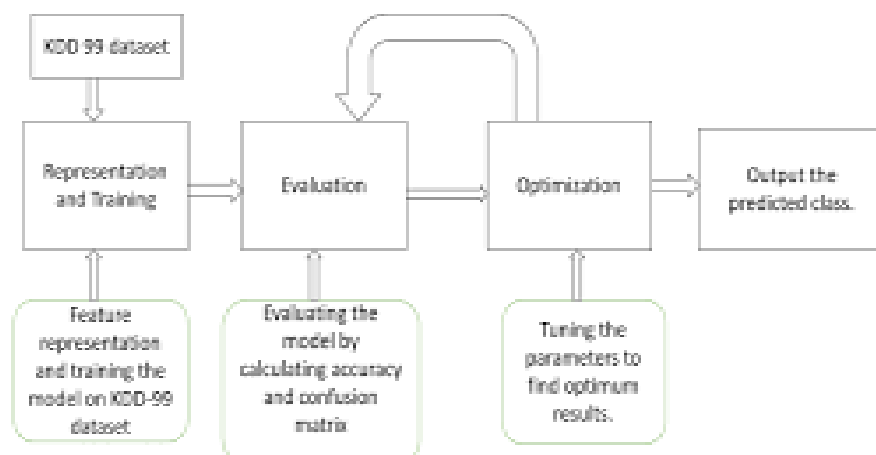 KDD 99 dataset
Representation
and Training
Evaluation
Optimization
Output the
predicted class.
Feature
representation
and training the
model on KDD-99
dataset
Evaluating the
model by
calculating accuracy
and confusion
matrix
Tuning the
parameters to
find optimum
results.